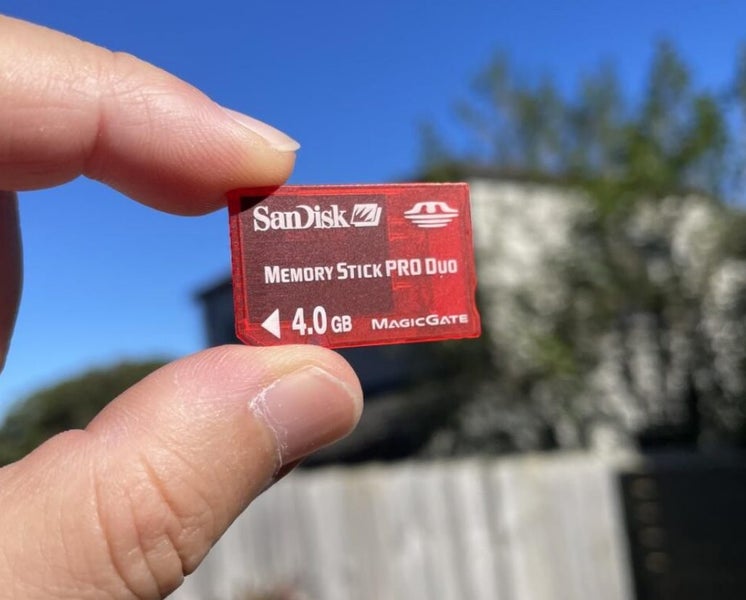 SanDisk
MEMORY STICK PRO DUO
4.0 GB MAGICGATE